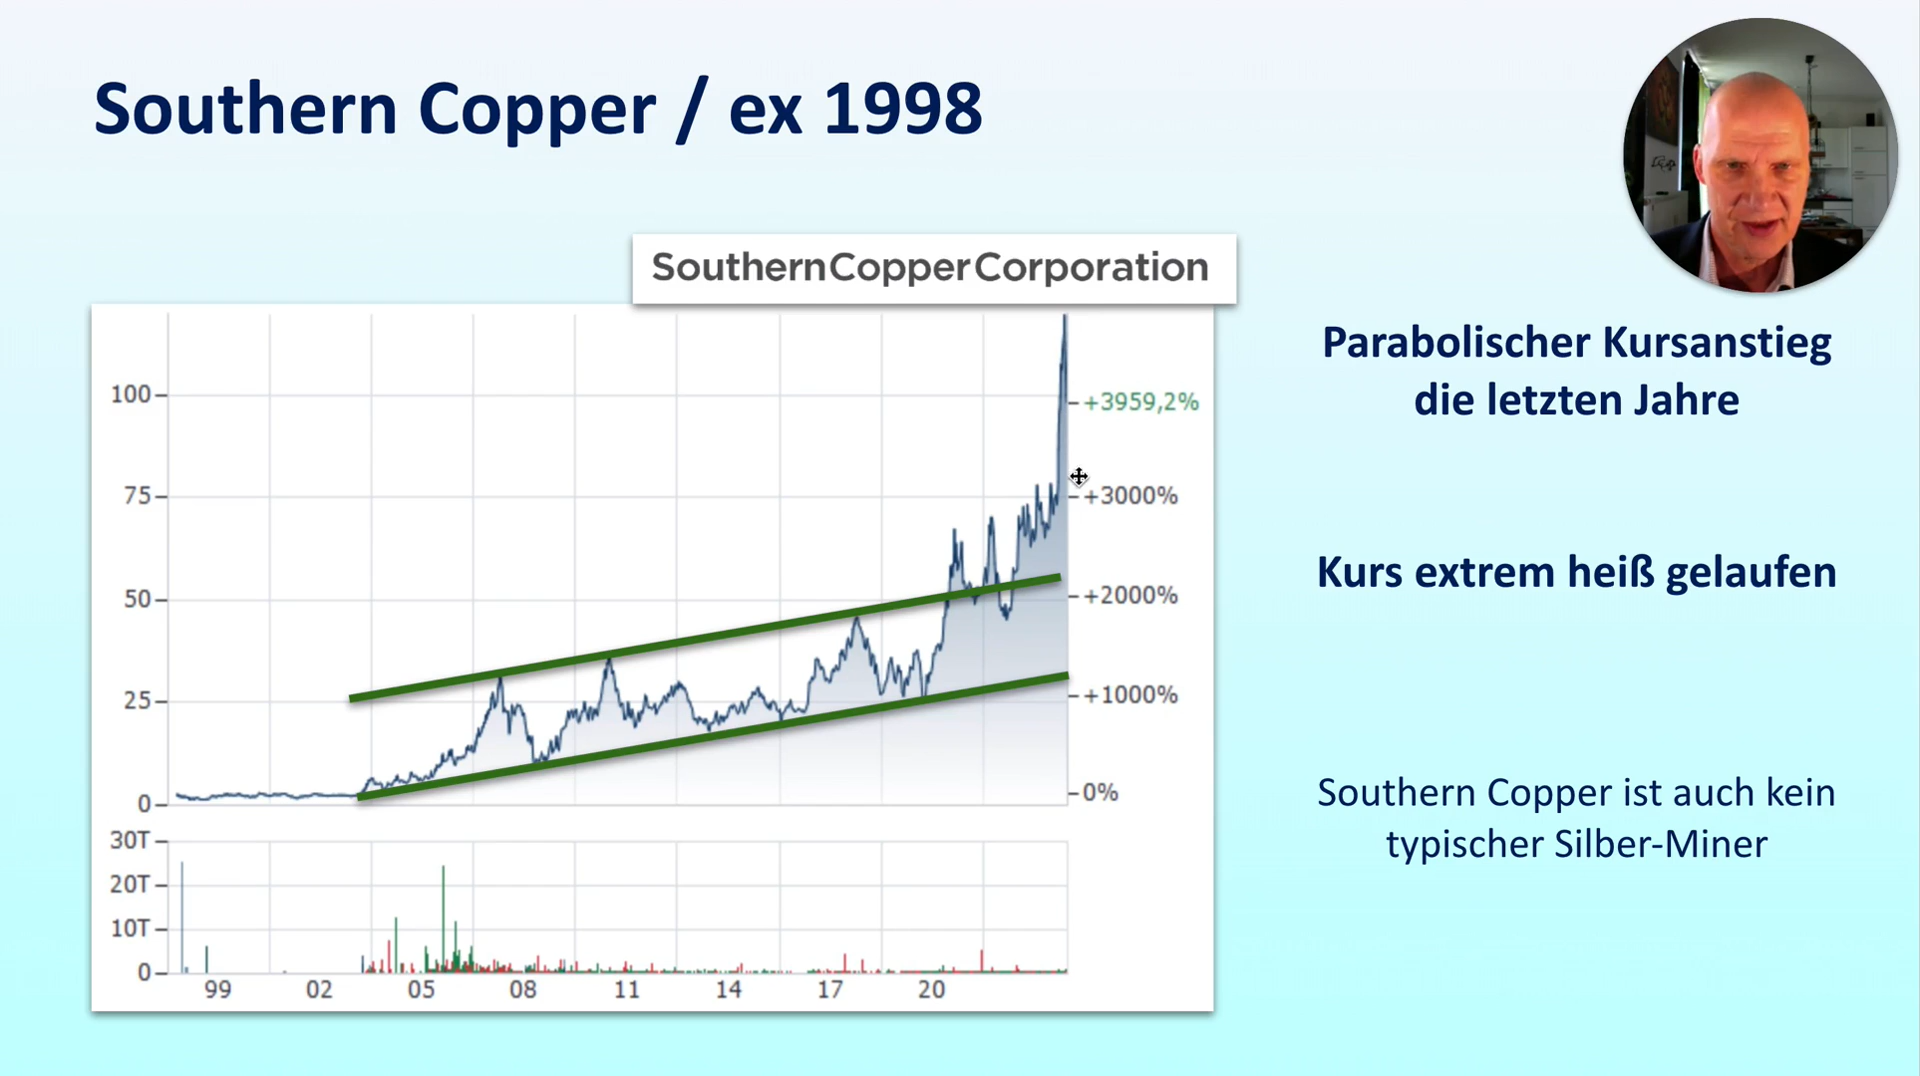 Southern Copper / ex 1998
SouthernCopperCorporation
Parabolischer Kursanstieg
die letzten Jahre
Kurs extrem heiß gelaufen
Southern Copper ist auch kein
typischer Silber-Miner
100
75
50
25
0
+3959,2%
+3000%
+2000%
+1000%
0%
30T
20T
10T
0
99 02 05 08 11 14 17 20